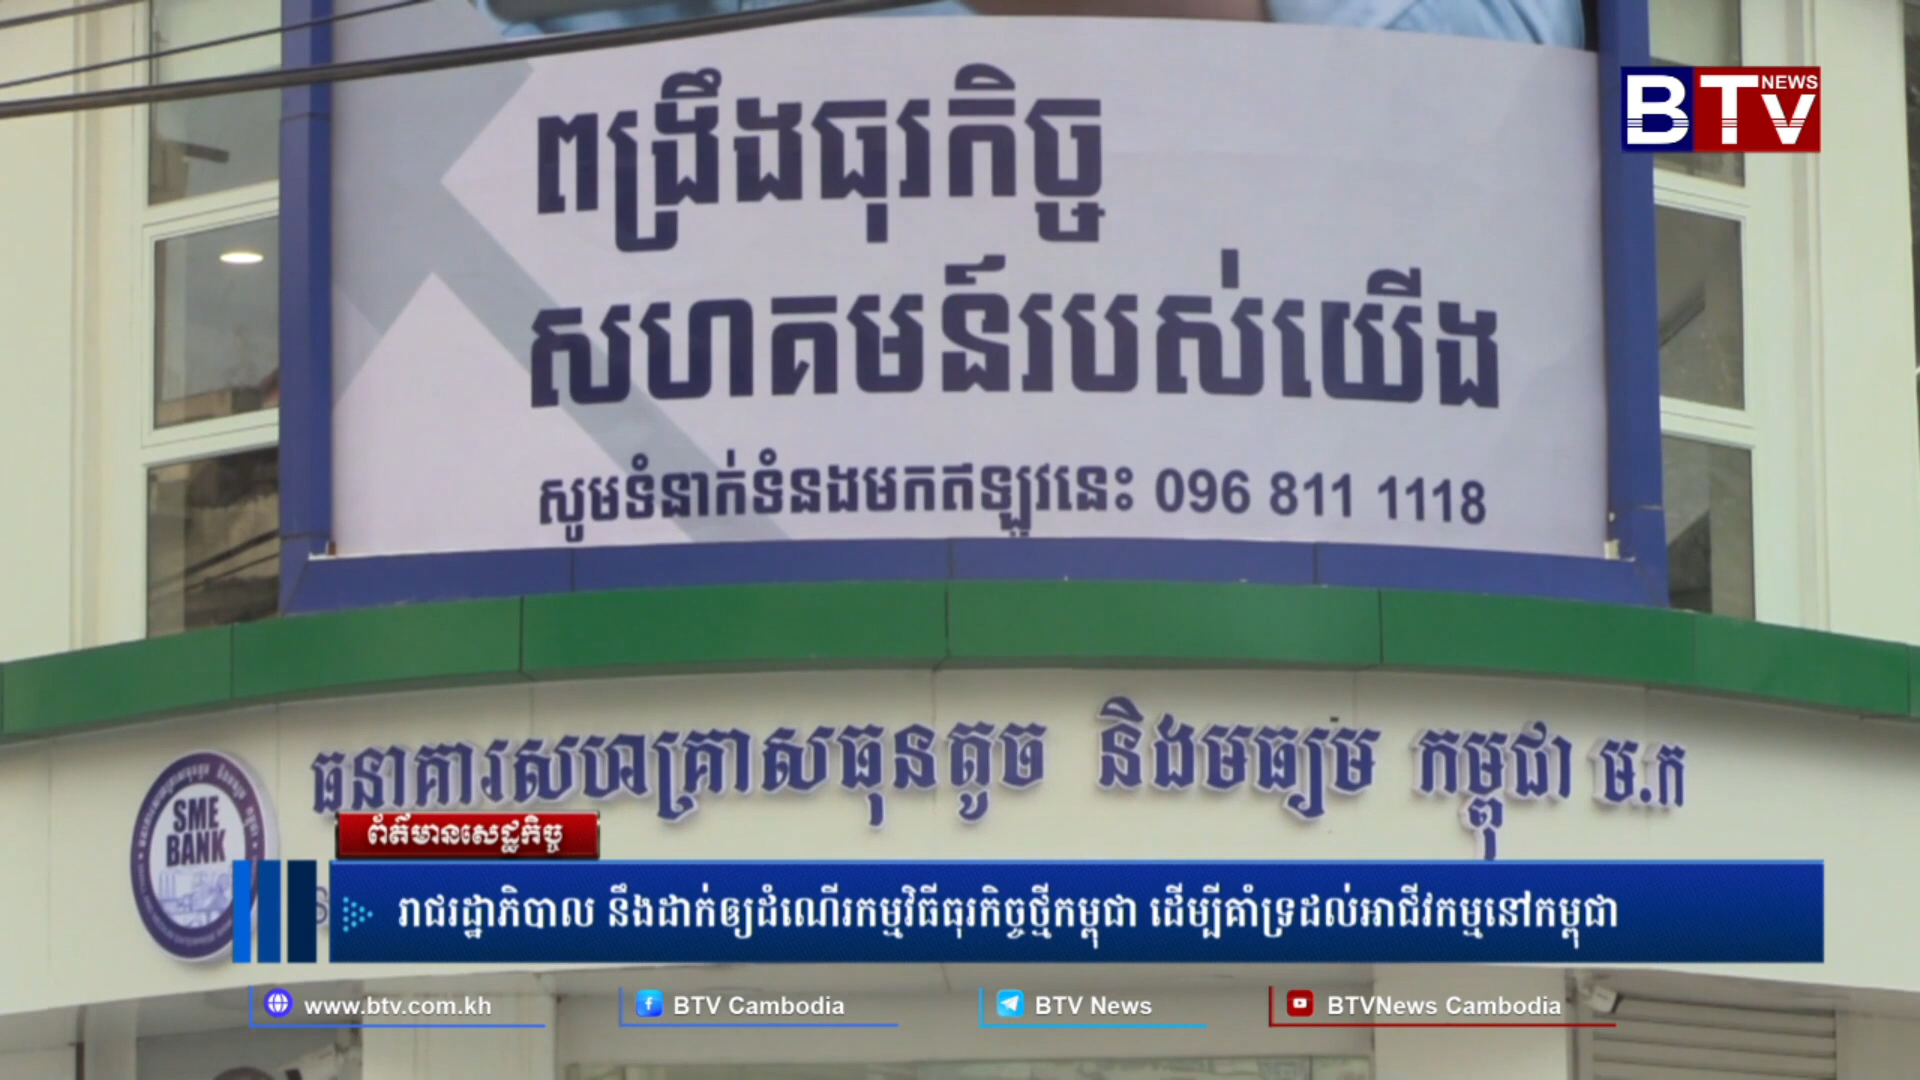 BTV NEWS
ពង្រឹងធុរកិច្ច
សហគមន៍របស់យើង
សូមទំនាក់ទំនងមកឥឡូវនេះ៖ 096 811 1118
ធនាគារសហគ្រាសធុនតូច និងមធ្យម កម្ពុជា ម.ក
SME
BANK
ព័ត៌មានសេដ្ឋកិច្ច
រាជរដ្ឋាភិបាល នឹងដាក់ឲ្យដំណើរកម្មវិធីធុរកិច្ចថ្មីកម្ពុជា ដើម្បីគាំទ្រដល់អាជីវកម្មនៅកម្ពុជា
www.btv.com.kh
BTV Cambodia
BTV News
BTVNews Cambodia